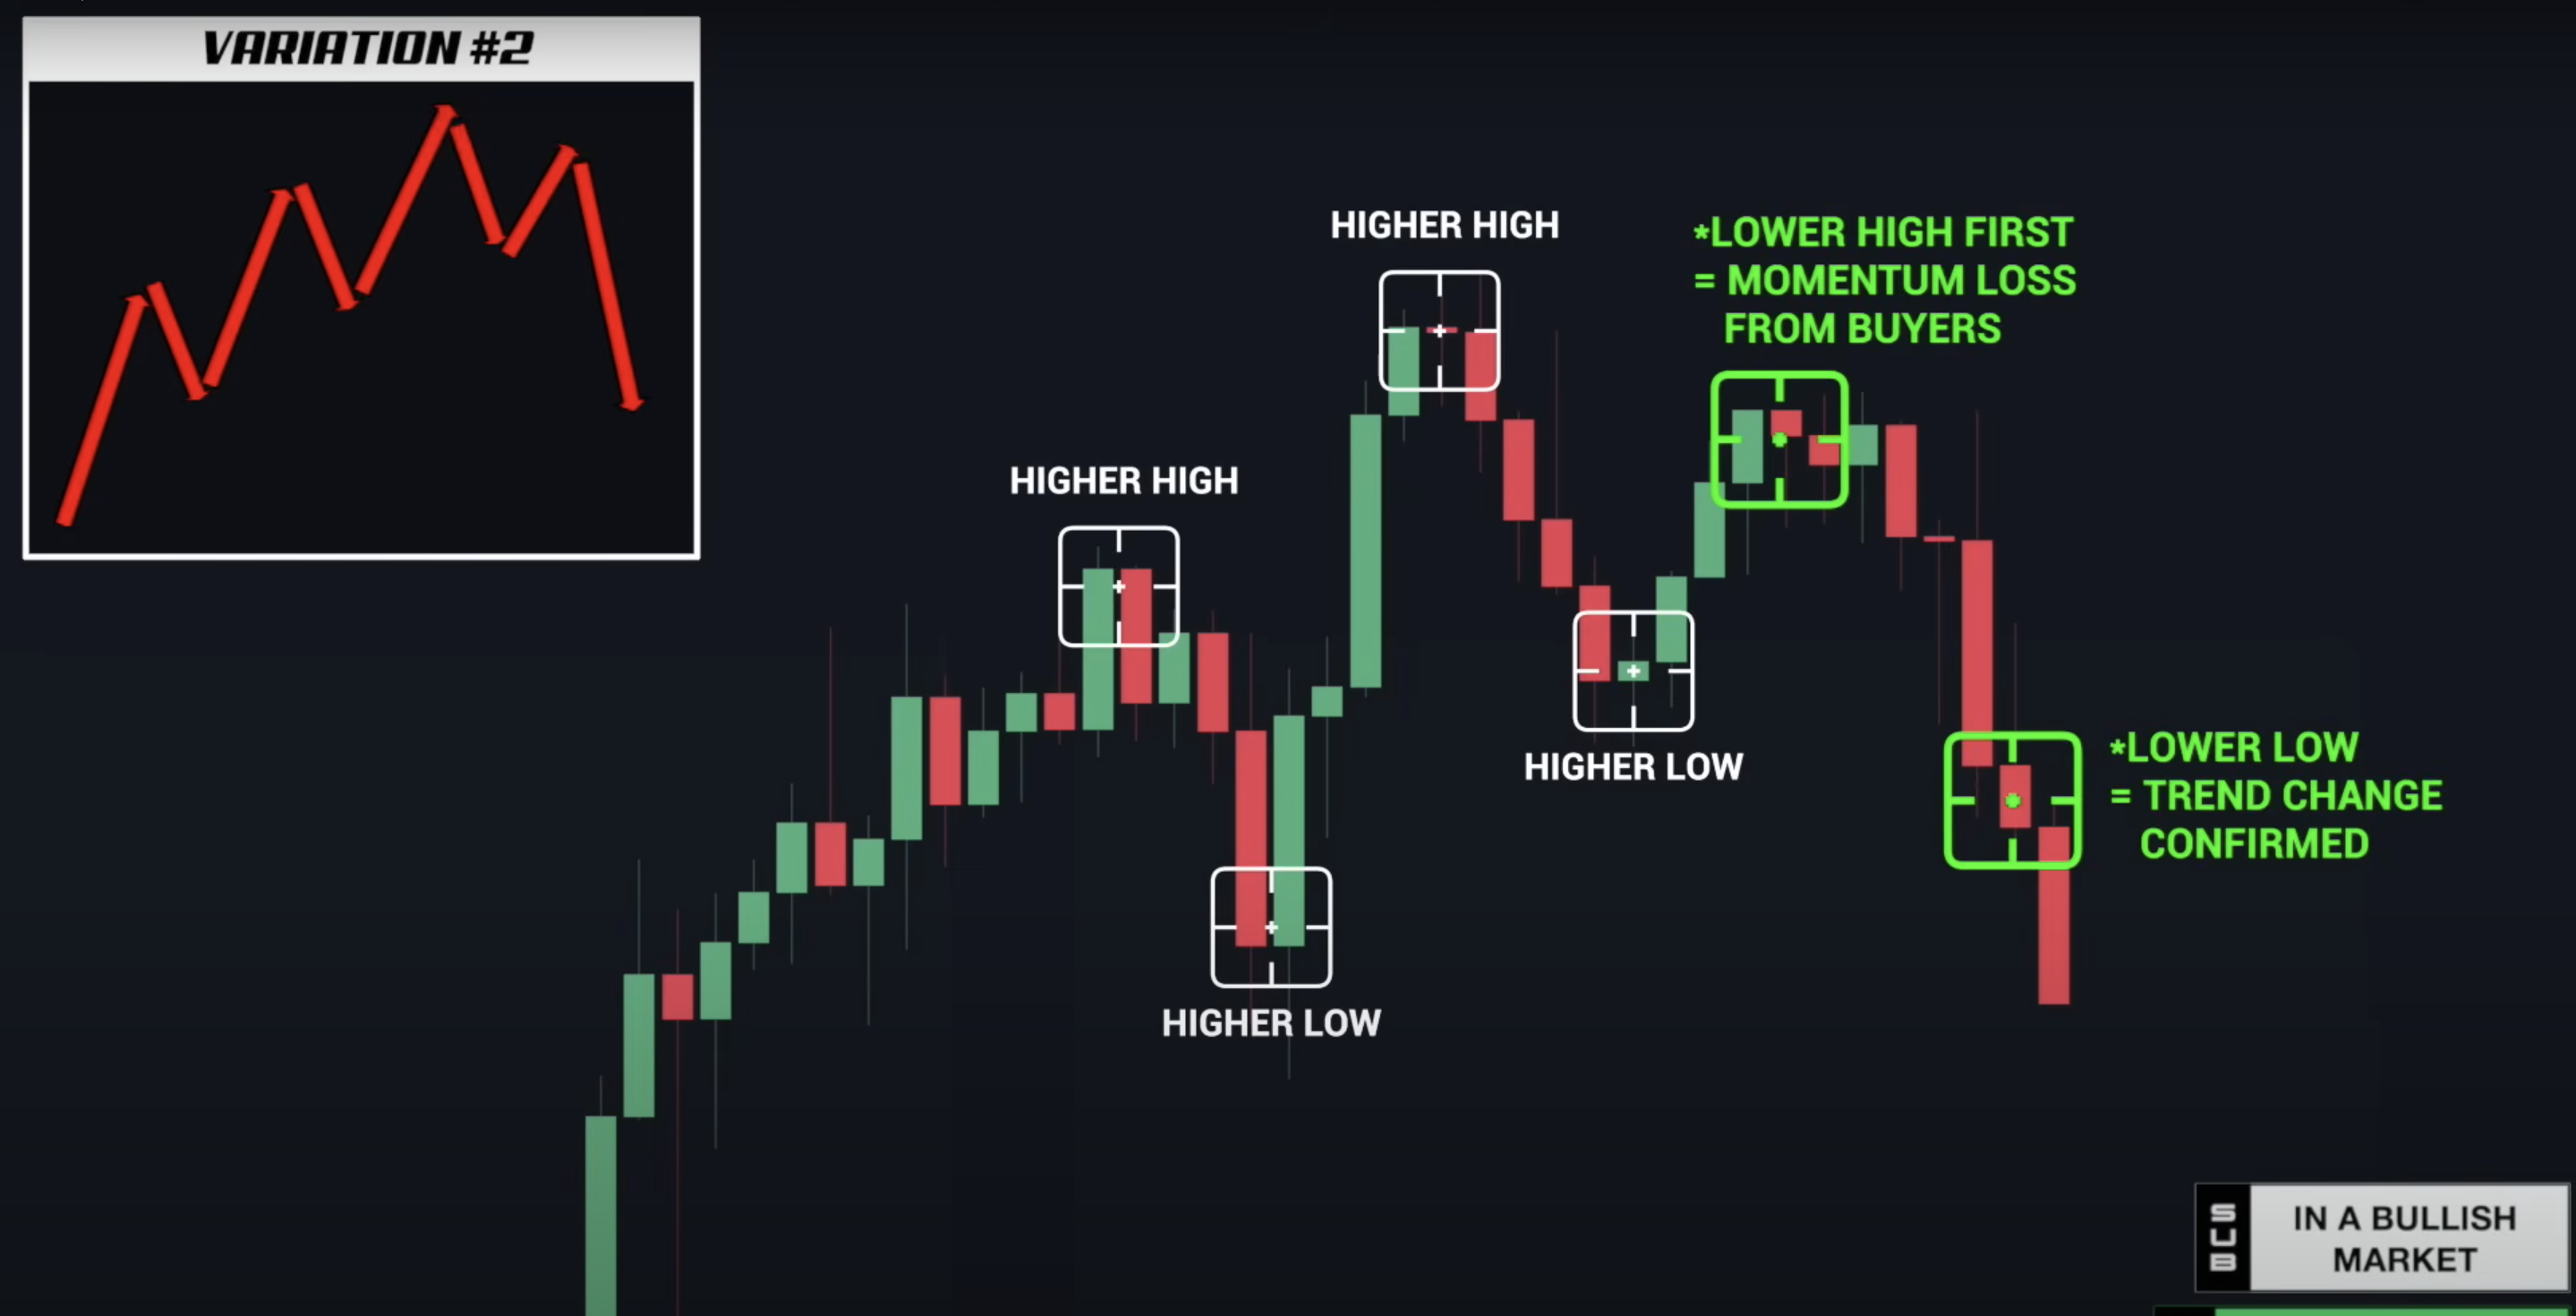 VARIATION #2
HIGHER HIGH
*LOWER HIGH FIRST
= MOMENTUM LOSS
FROM BUYERS
HIGHER HIGH
HIGHER LOW
*LOWER LOW
= TREND CHANGE
CONFIRMED
HIGHER LOW
SUB
IN A BULLISH
MARKET